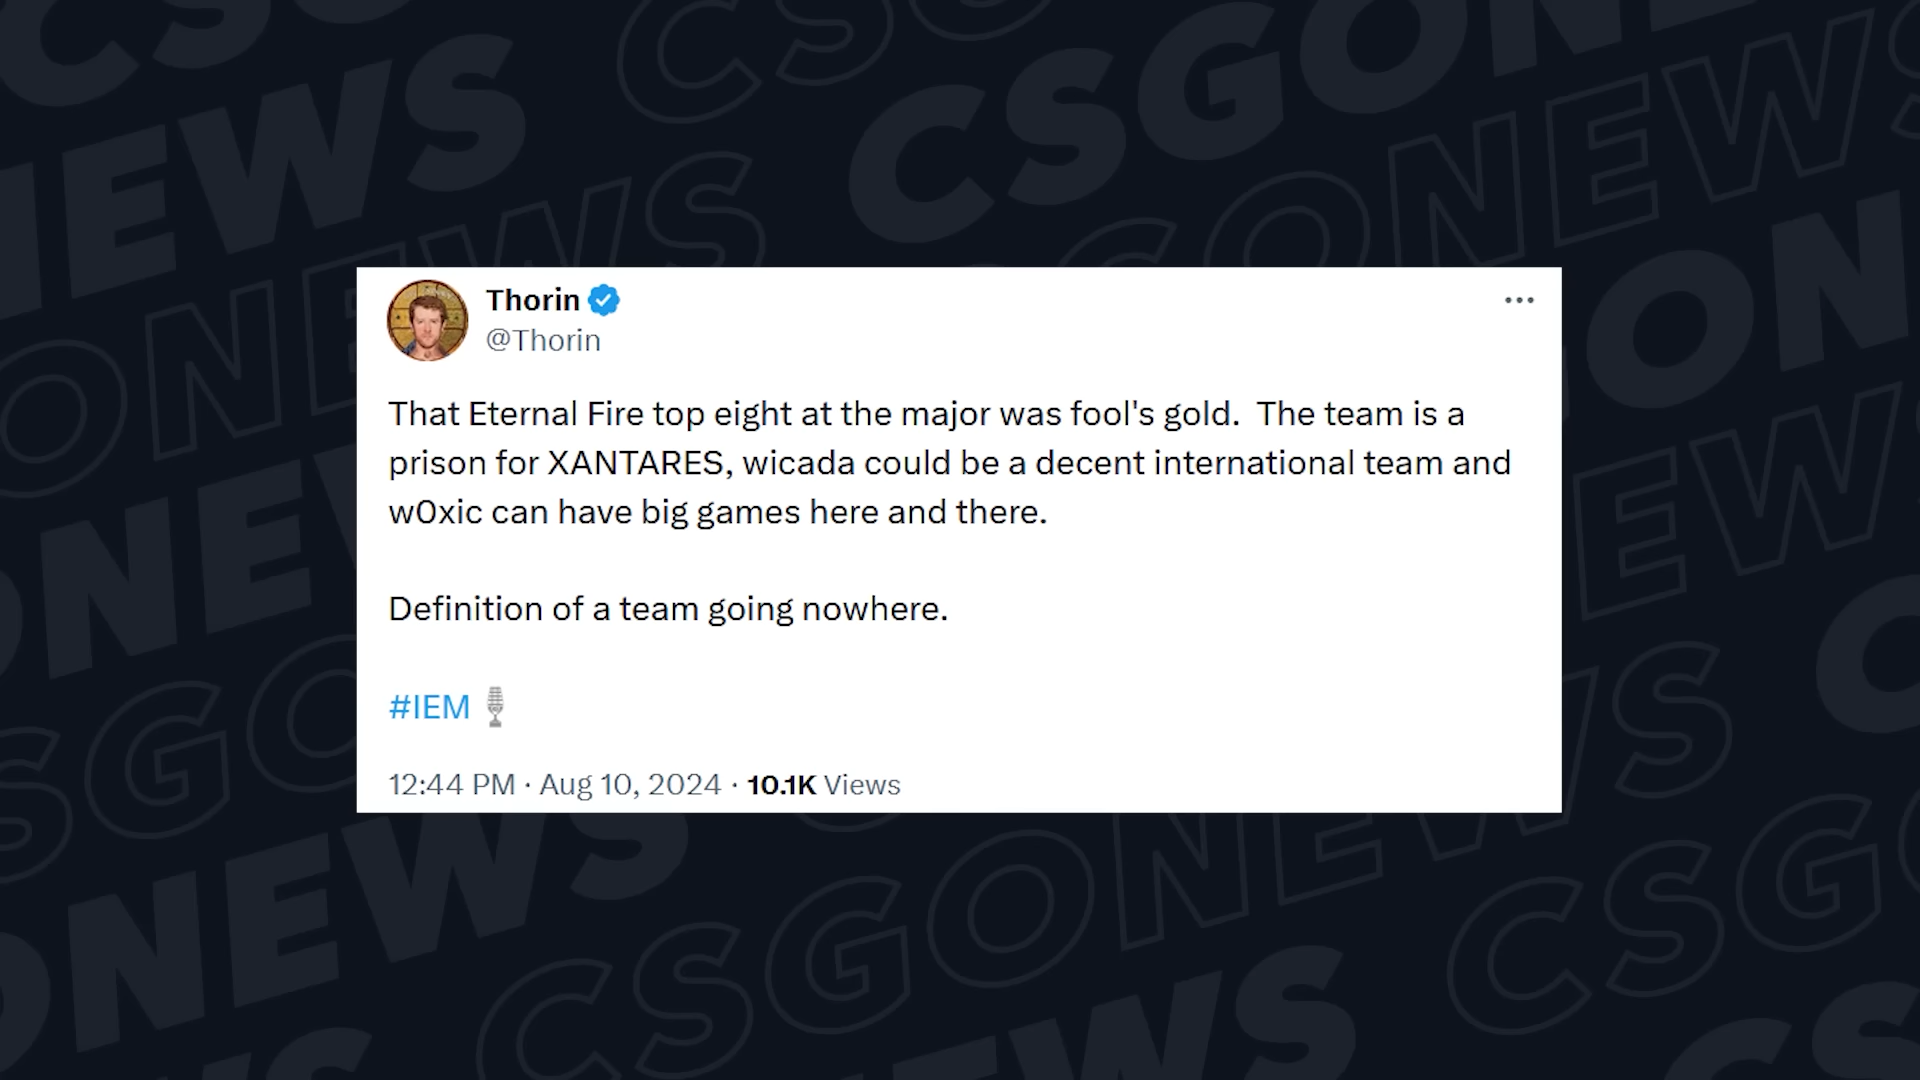 CSGONEWS
Thorin
@Thorin
That Eternal Fire top eight at the major was fool's gold.  The team is a
prison for XANTARES, wicada could be a decent international team and
w0xic can have big games here and there.
Definition of a team going nowhere.
#IEM
12:44 PM · Aug 10, 2024 · 10.1K Views